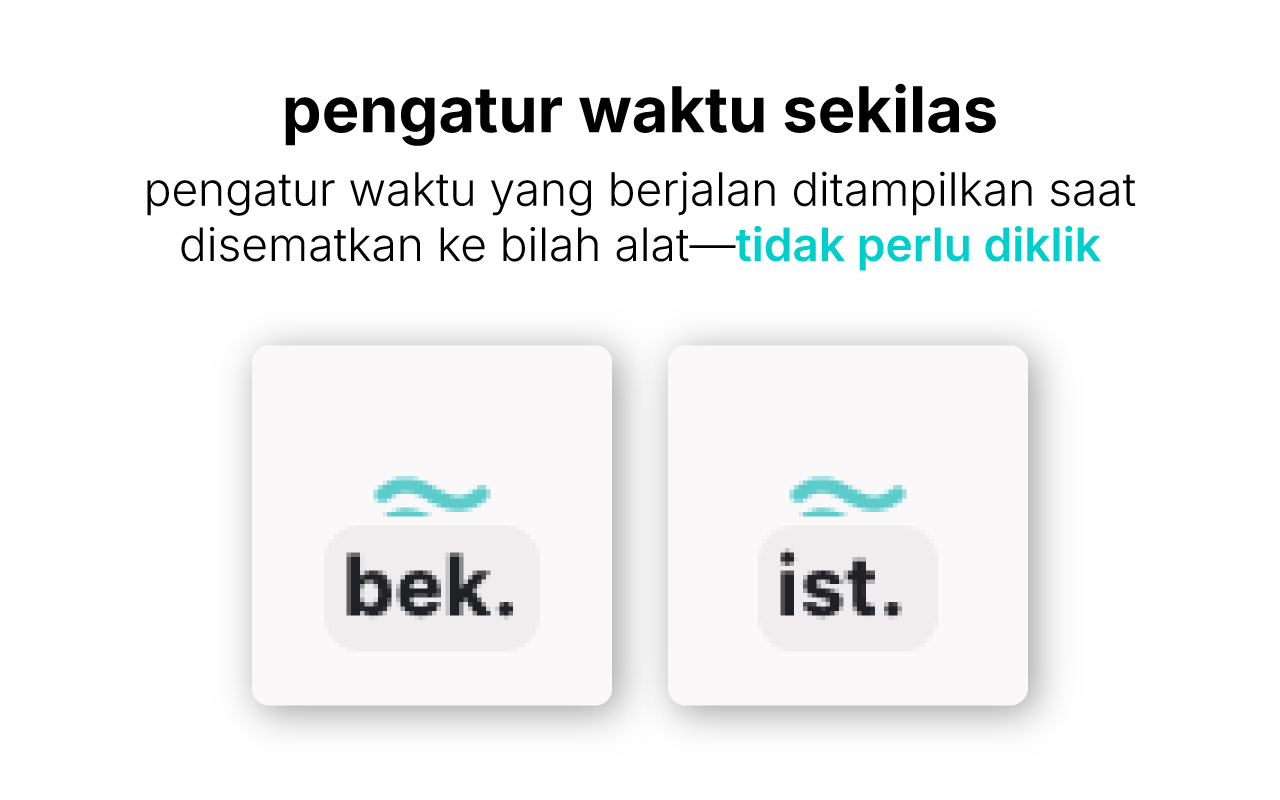 pengatur waktu sekilas
pengatur waktu yang berjalan ditampilkan saat
disematkan ke bilah alat—tidak perlu diklik
bek.
ist.